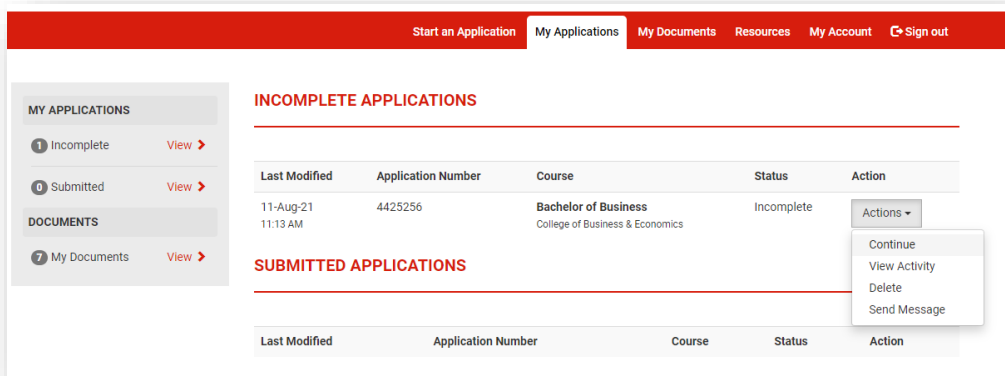 Start an Application My Applications My Documents Resources My Account Sign out
MY APPLICATIONS
1 Incomplete View
0 Submitted View
DOCUMENTS
7 My Documents View
INCOMPLETE APPLICATIONS
Last Modified Application Number Course Status Action
11-Aug-21 4425256 Bachelor of Business Incomplete Actions
11:13 AM College of Business & Economics
Continue
View Activity
Delete
Send Message
SUBMITTED APPLICATIONS
Last Modified Application Number Course Status Action